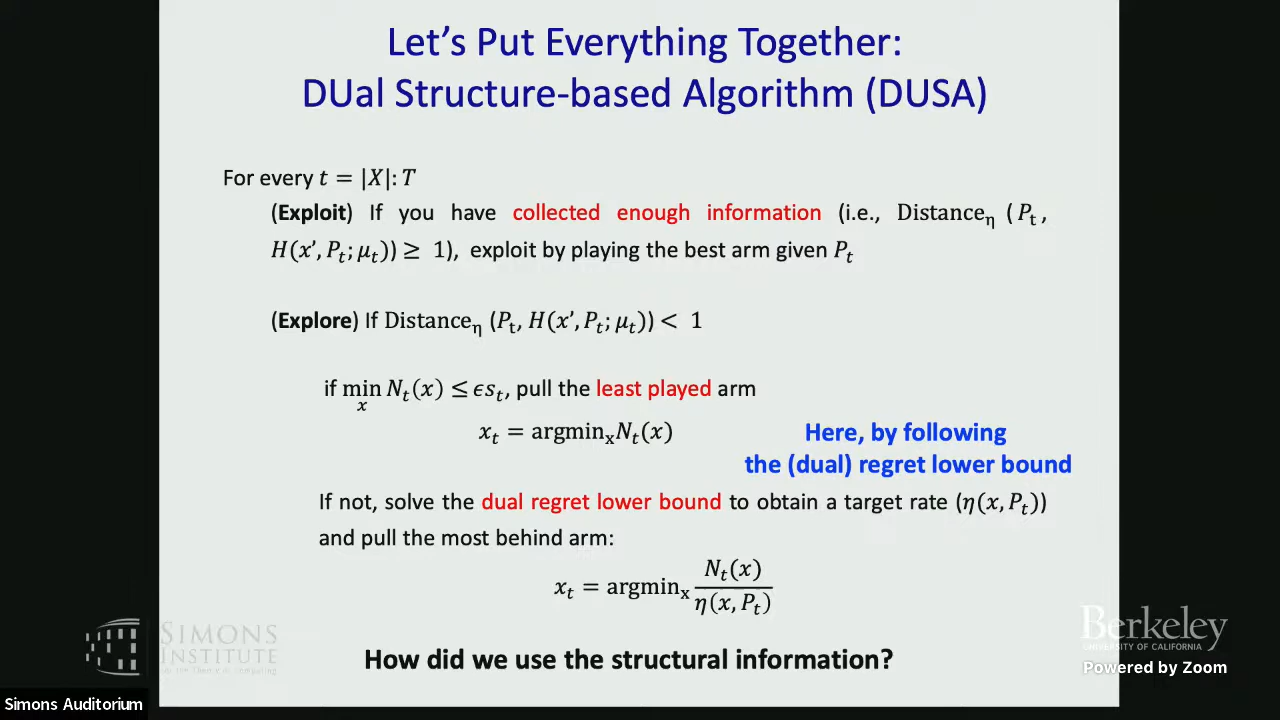 Let's Put Everything Together:
DUal Structure-based Algorithm (DUSA)
For every t = |X|: T
(Exploit) If you have collected enough information (i.e., Distance_η (P_t,
H(x', P_t; μ_t)) ≥ 1), exploit by playing the best arm given P_t
(Explore) If Distance_η (P_t, H(x', P_t; μ_t)) < 1
if min_x N_t(x) ≤ ϵs_t, pull the least played arm
x_t = argmin_x N_t(x)
Here, by following
the (dual) regret lower bound
If not, solve the dual regret lower bound to obtain a target rate (η(x, P_t))
and pull the most behind arm:
x_t = argmin_x N_t(x) / η(x, P_t)
How did we use the structural information?
SIMONS
INSTITUTE
Berkeley
UNIVERSITY OF CALIFORNIA
Powered by Zoom
Simons Auditorium